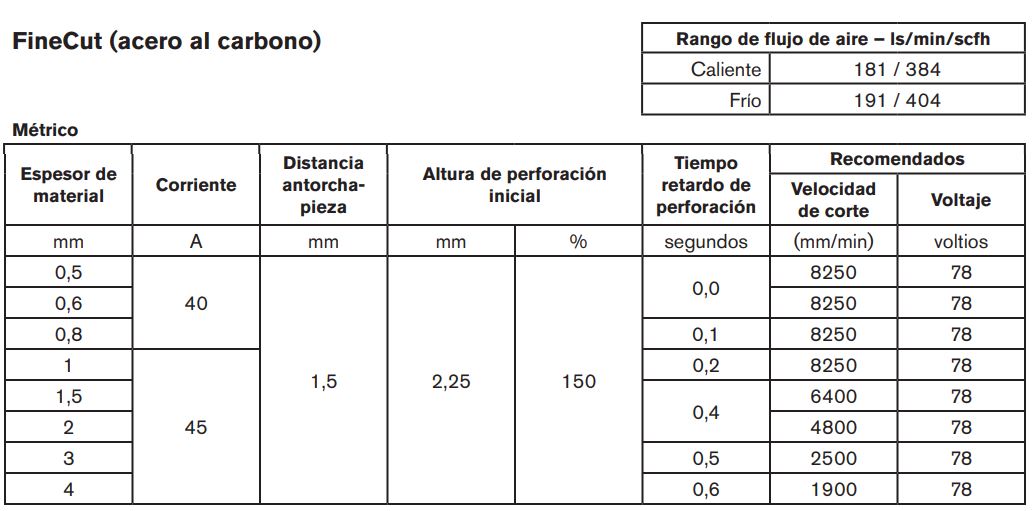 FineCut (acero al carbono)
Rango de flujo de aire – ls/min/scfh
Caliente 181 / 384
Frío 191 / 404
Métrico
Espesor de material Corriente Distancia antorcha-pieza Altura de perforación inicial Tiempo retardo de perforación Recomendados
Velocidad de corte Voltaje
mm A mm mm % segundos (mm/min) voltios
0,5 40 1,5 2,25 150 0,0 8250 78
0,6 8250 78
0,8 0,1 8250 78
1 45 0,2 8250 78
1,5 0,4 6400 78
2 4800 78
3 0,5 2500 78
4 0,6 1900 78